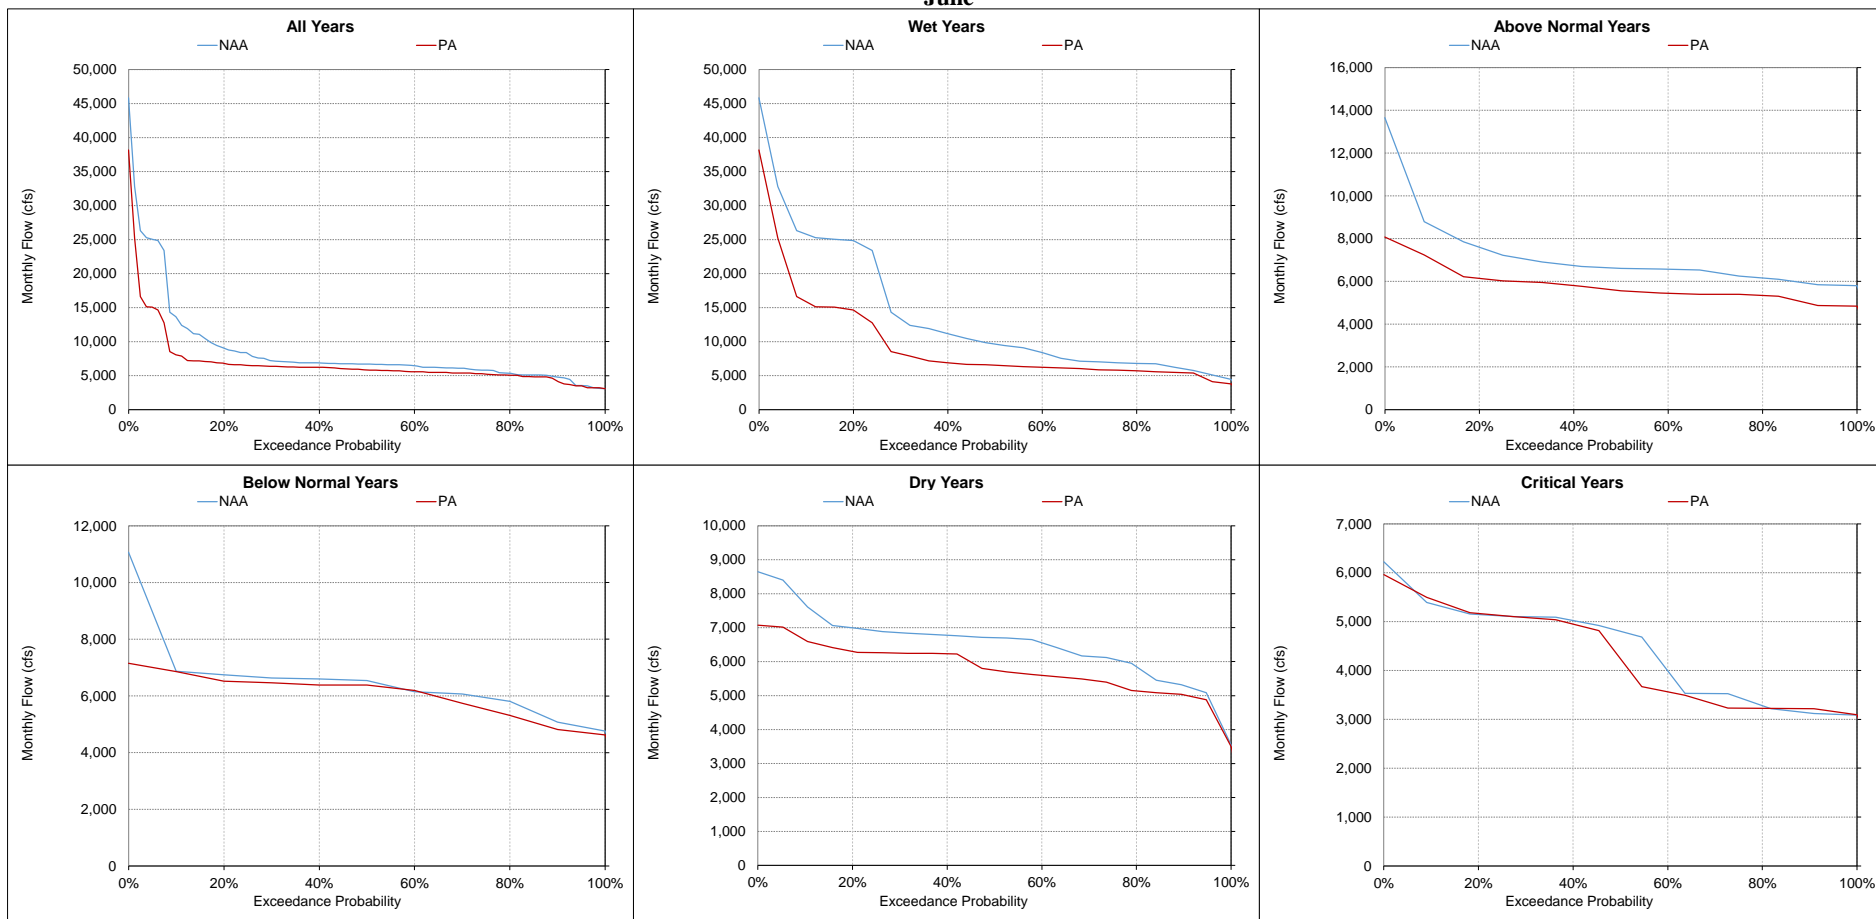 June
All Years
NAA PA
50,000
45,000
40,000
35,000
30,000
25,000
20,000
15,000
10,000
5,000
0
Monthly Flow (cfs)
0% 20% 40% 60% 80% 100%
Exceedance Probability
Wet Years
NAA PA
50,000
45,000
40,000
35,000
30,000
25,000
20,000
15,000
10,000
5,000
0
Monthly Flow (cfs)
0% 20% 40% 60% 80% 100%
Exceedance Probability
Above Normal Years
NAA PA
16,000
14,000
12,000
10,000
8,000
6,000
4,000
2,000
0
Monthly Flow (cfs)
0% 20% 40% 60% 80% 100%
Exceedance Probability
Below Normal Years
NAA PA
12,000
10,000
8,000
6,000
4,000
2,000
0
Monthly Flow (cfs)
0% 20% 40% 60% 80% 100%
Exceedance Probability
Dry Years
NAA PA
10,000
9,000
8,000
7,000
6,000
5,000
4,000
3,000
2,000
1,000
0
Monthly Flow (cfs)
0% 20% 40% 60% 80% 100%
Exceedance Probability
Critical Years
NAA PA
7,000
6,000
5,000
4,000
3,000
2,000
1,000
0
Monthly Flow (cfs)
0% 20% 40% 60% 80% 100%
Exceedance Probability